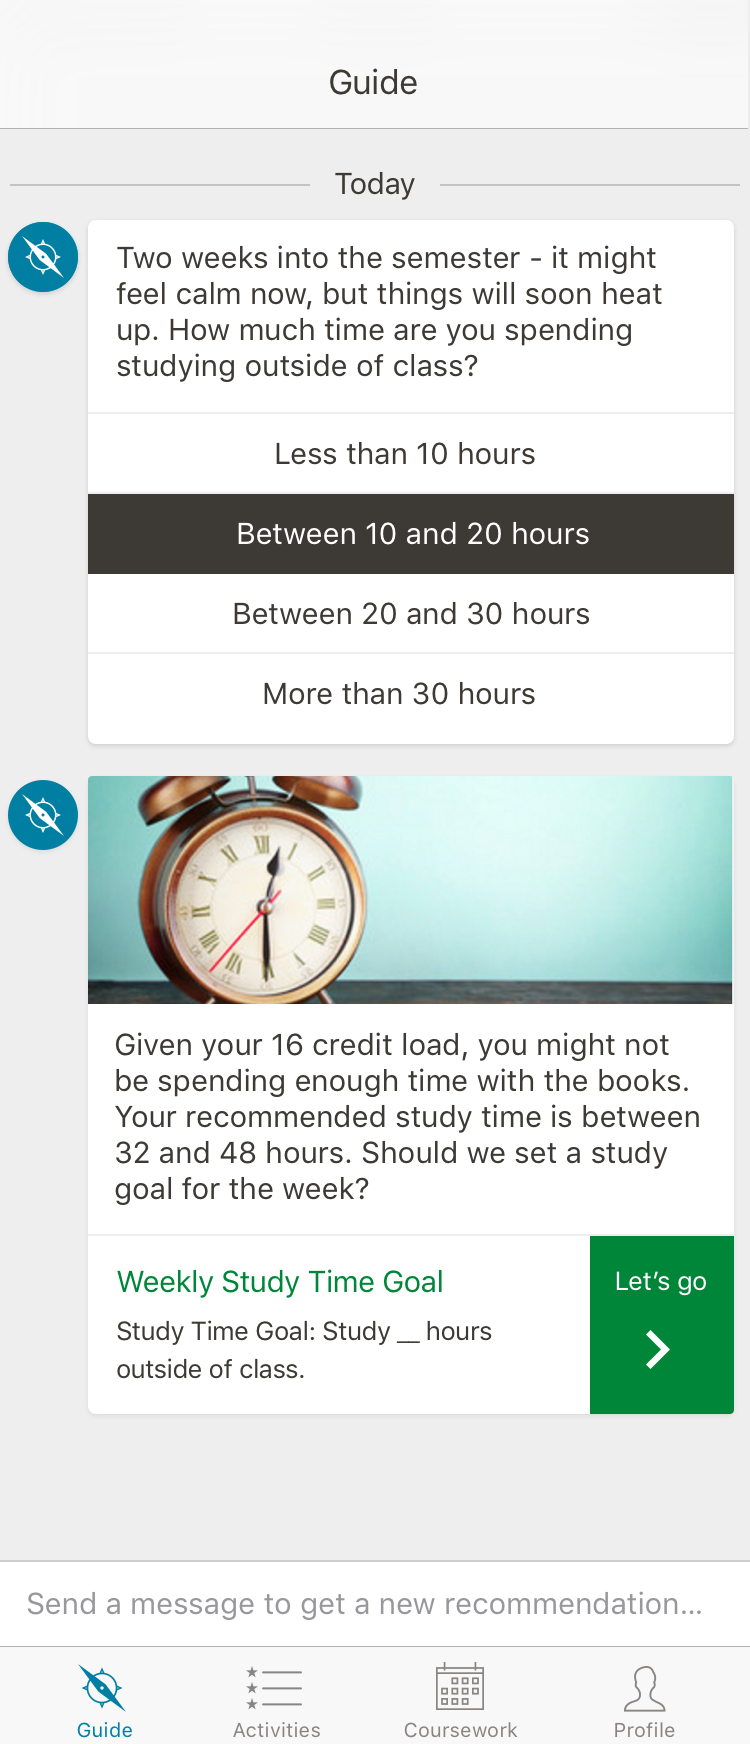 Guide
Today
Two weeks into the semester - it might
feel calm now, but things will soon heat
up. How much time are you spending
studying outside of class?
Less than 10 hours
Between 10 and 20 hours
Between 20 and 30 hours
More than 30 hours
Given your 16 credit load, you might not
be spending enough time with the books.
Your recommended study time is between
32 and 48 hours. Should we set a study
goal for the week?
Weekly Study Time Goal
Let’s go
Study Time Goal: Study __ hours
outside of class.
Send a message to get a new recommendation...
Guide
Activities
Coursework
Profile